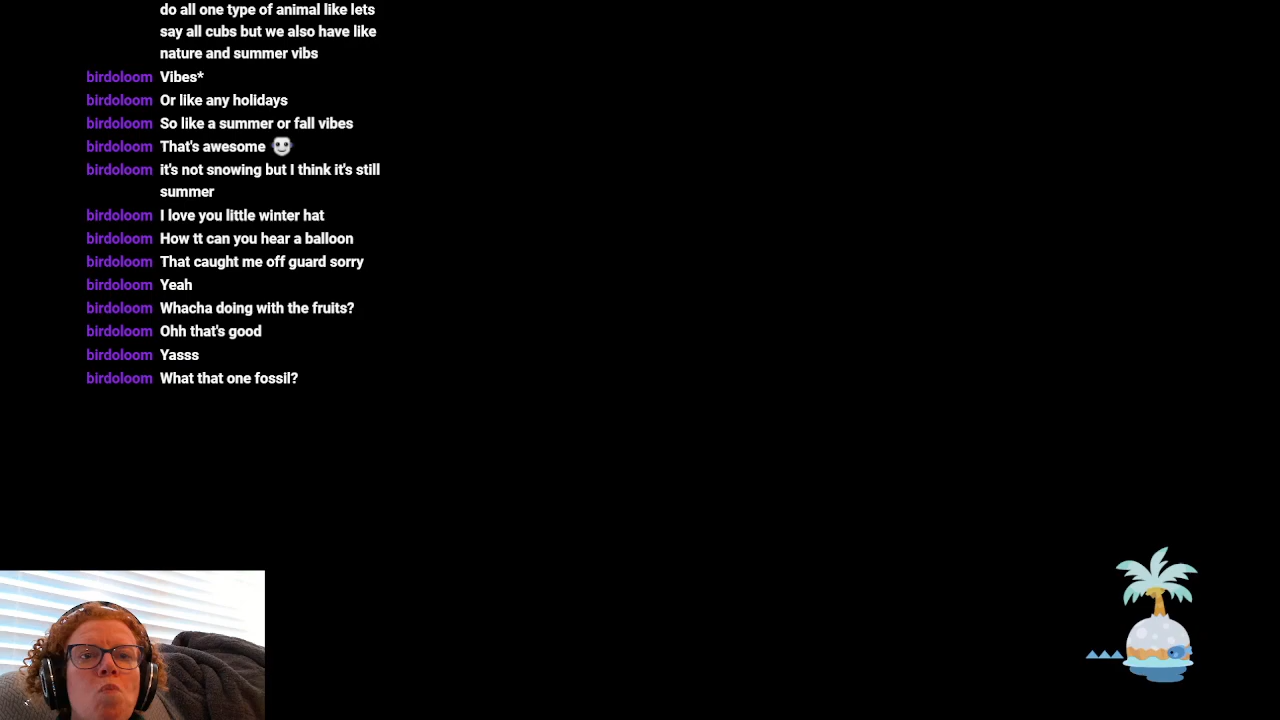 do all one type of animal like lets
say all cubs but we also have like
nature and summer vibs
birdoloom Vibes*
birdoloom Or like any holidays
birdoloom So like a summer or fall vibes
birdoloom That's awesome
birdoloom it's not snowing but I think it's still
summer
birdoloom I love you little winter hat
birdoloom How tt can you hear a balloon
birdoloom That caught me off guard sorry
birdoloom Yeah
birdoloom Whacha doing with the fruits?
birdoloom Ohh that's good
birdoloom Yasss
birdoloom What that one fossil?